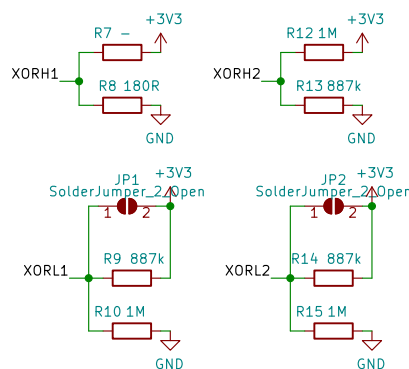 +3V3
R7 -
XORH1
R8 180R
GND
+3V3
R12 1M
XORH2
R13 887k
GND
JP1
+3V3
SolderJumper_2_Open
1 2
R9 887k
XORL1
R10 1M
GND
JP2
+3V3
SolderJumper_2_Open
1 2
R14 887k
XORL2
R15 1M
GND